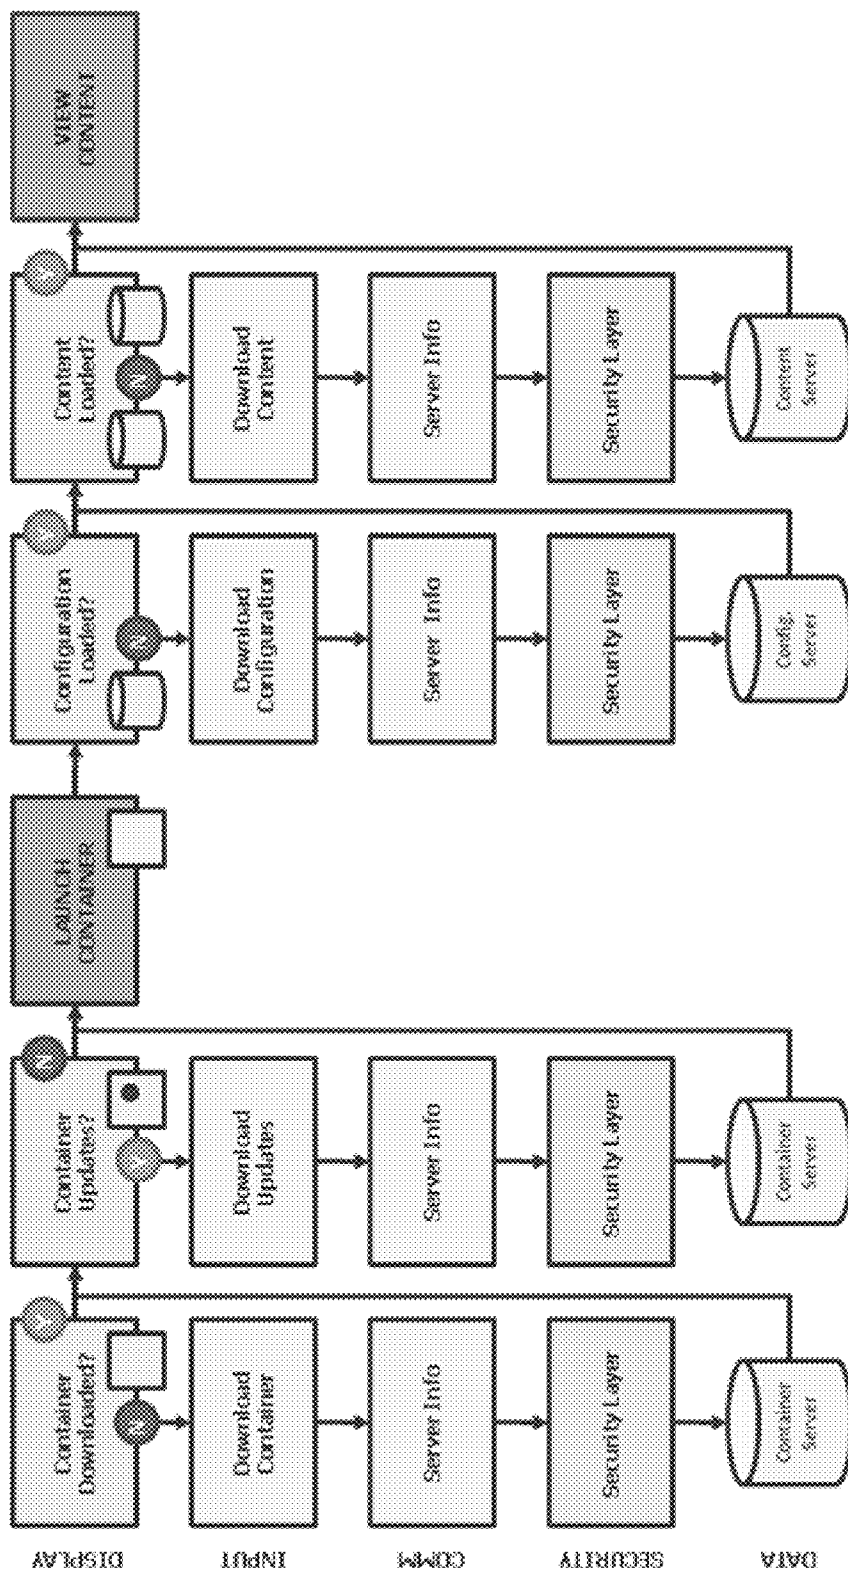 DISPLAY
Container
Downloaded?
N
Y
Container
Updates?
Y
N
LAUNCH
CONTAINER
Configuration
Loaded?
N
Y
Content
Loaded?
N
Y
VIEW
CONTENT
INPUT
Download
Container
Download
Updates
Download
Configuration
Download
Content
COMM
Server Info
Server Info
Server Info
Server Info
SECURITY
Security Layer
Security Layer
Security Layer
Security Layer
DATA
Container
Server
Container
Server
Config.
Server
Content
Server